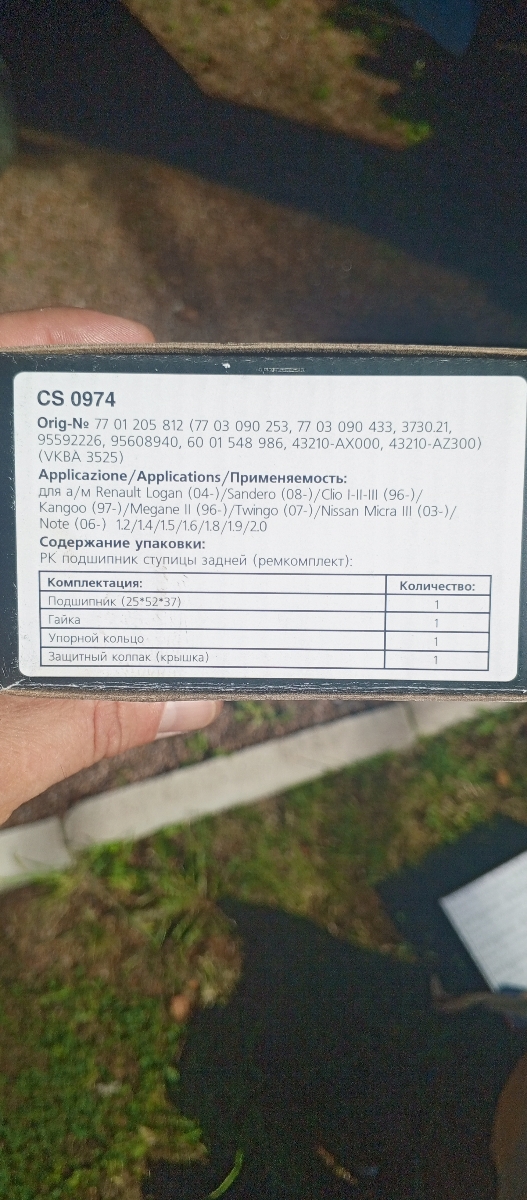 CS 0974
Orig-№ 77 01 205 812 (77 03 090 253, 77 03 090 433, 3730.21,
95592226, 95608940, 60 01 548 986, 43210-AX000, 43210-AZ300)
(VKBA 3525)
Applicazione/Applications/Применяемость:
для а/м Renault Logan (04-)/Sandero (08-)/Clio I-II-III (96-)/
Kangoo (97-)/Megane II (96-)/Twingo (07-)/Nissan Micra III (03-)/
Note (06-) 1.2/1.4/1.5/1.6/1.8/1.9/2.0
Содержание упаковки:
РК подшипник ступицы задней (ремкомплект):
Комплектация: Количество:
Подшипник (25*52*37) 1
Гайка 1
Упорной кольцо 1
Защитный колпак (крышка) 1